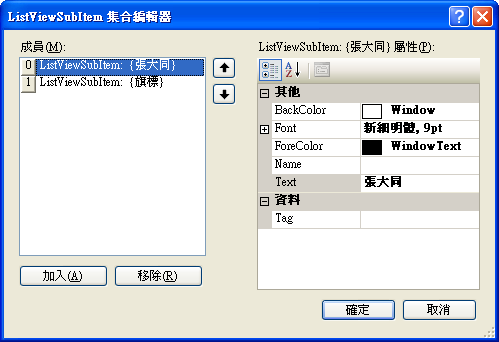 ListViewSubItem 集合編輯器
成員(M):
0 ListViewSubItem: {張大同}
1 ListViewSubItem: {旗標}
加入(A)
移除(R)
ListViewSubItem: {張大同} 屬性(P):
其他
BackColor Window
Font 新細明體, 9pt
ForeColor WindowText
Name
Text 張大同
資料
Tag
確定
取消